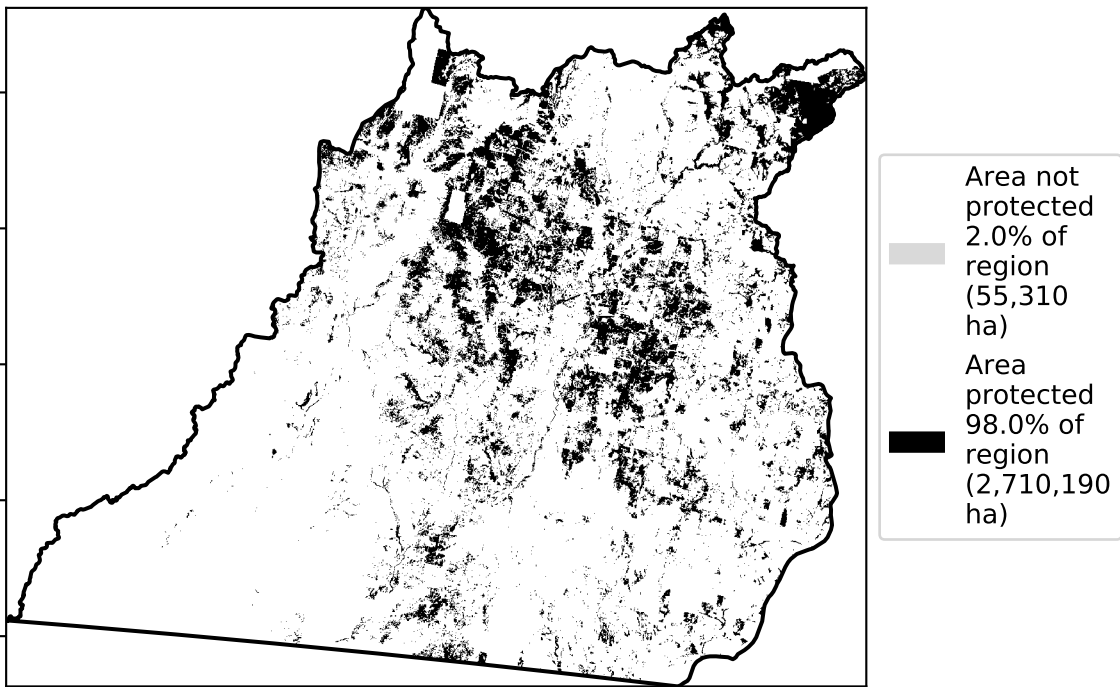 Area not
protected
2.0% of
region
(55,310
ha)
Area
protected
98.0% of
region
(2,710,190
ha)